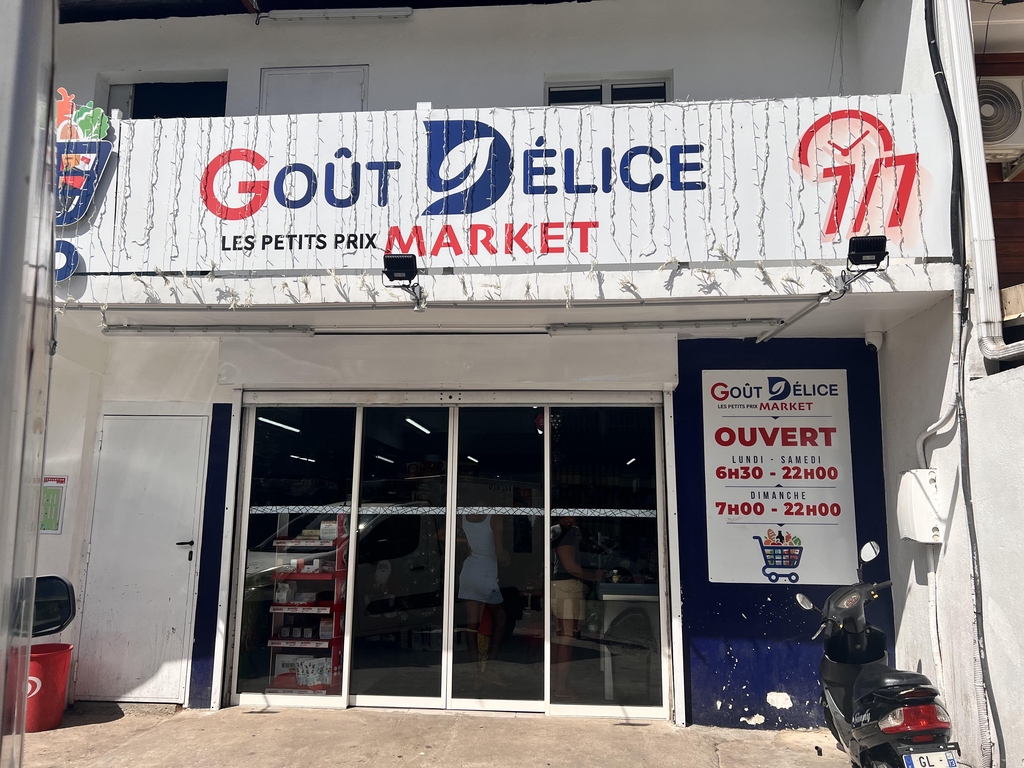 GOÛT DÉLICE
LES PETITS PRIX MARKET
7/7
GOÛT DÉLICE
LES PETITS PRIX MARKET
OUVERT
LUNDI - SAMEDI
6H30 - 22H00
DIMANCHE
7H00 - 22H00
GL -